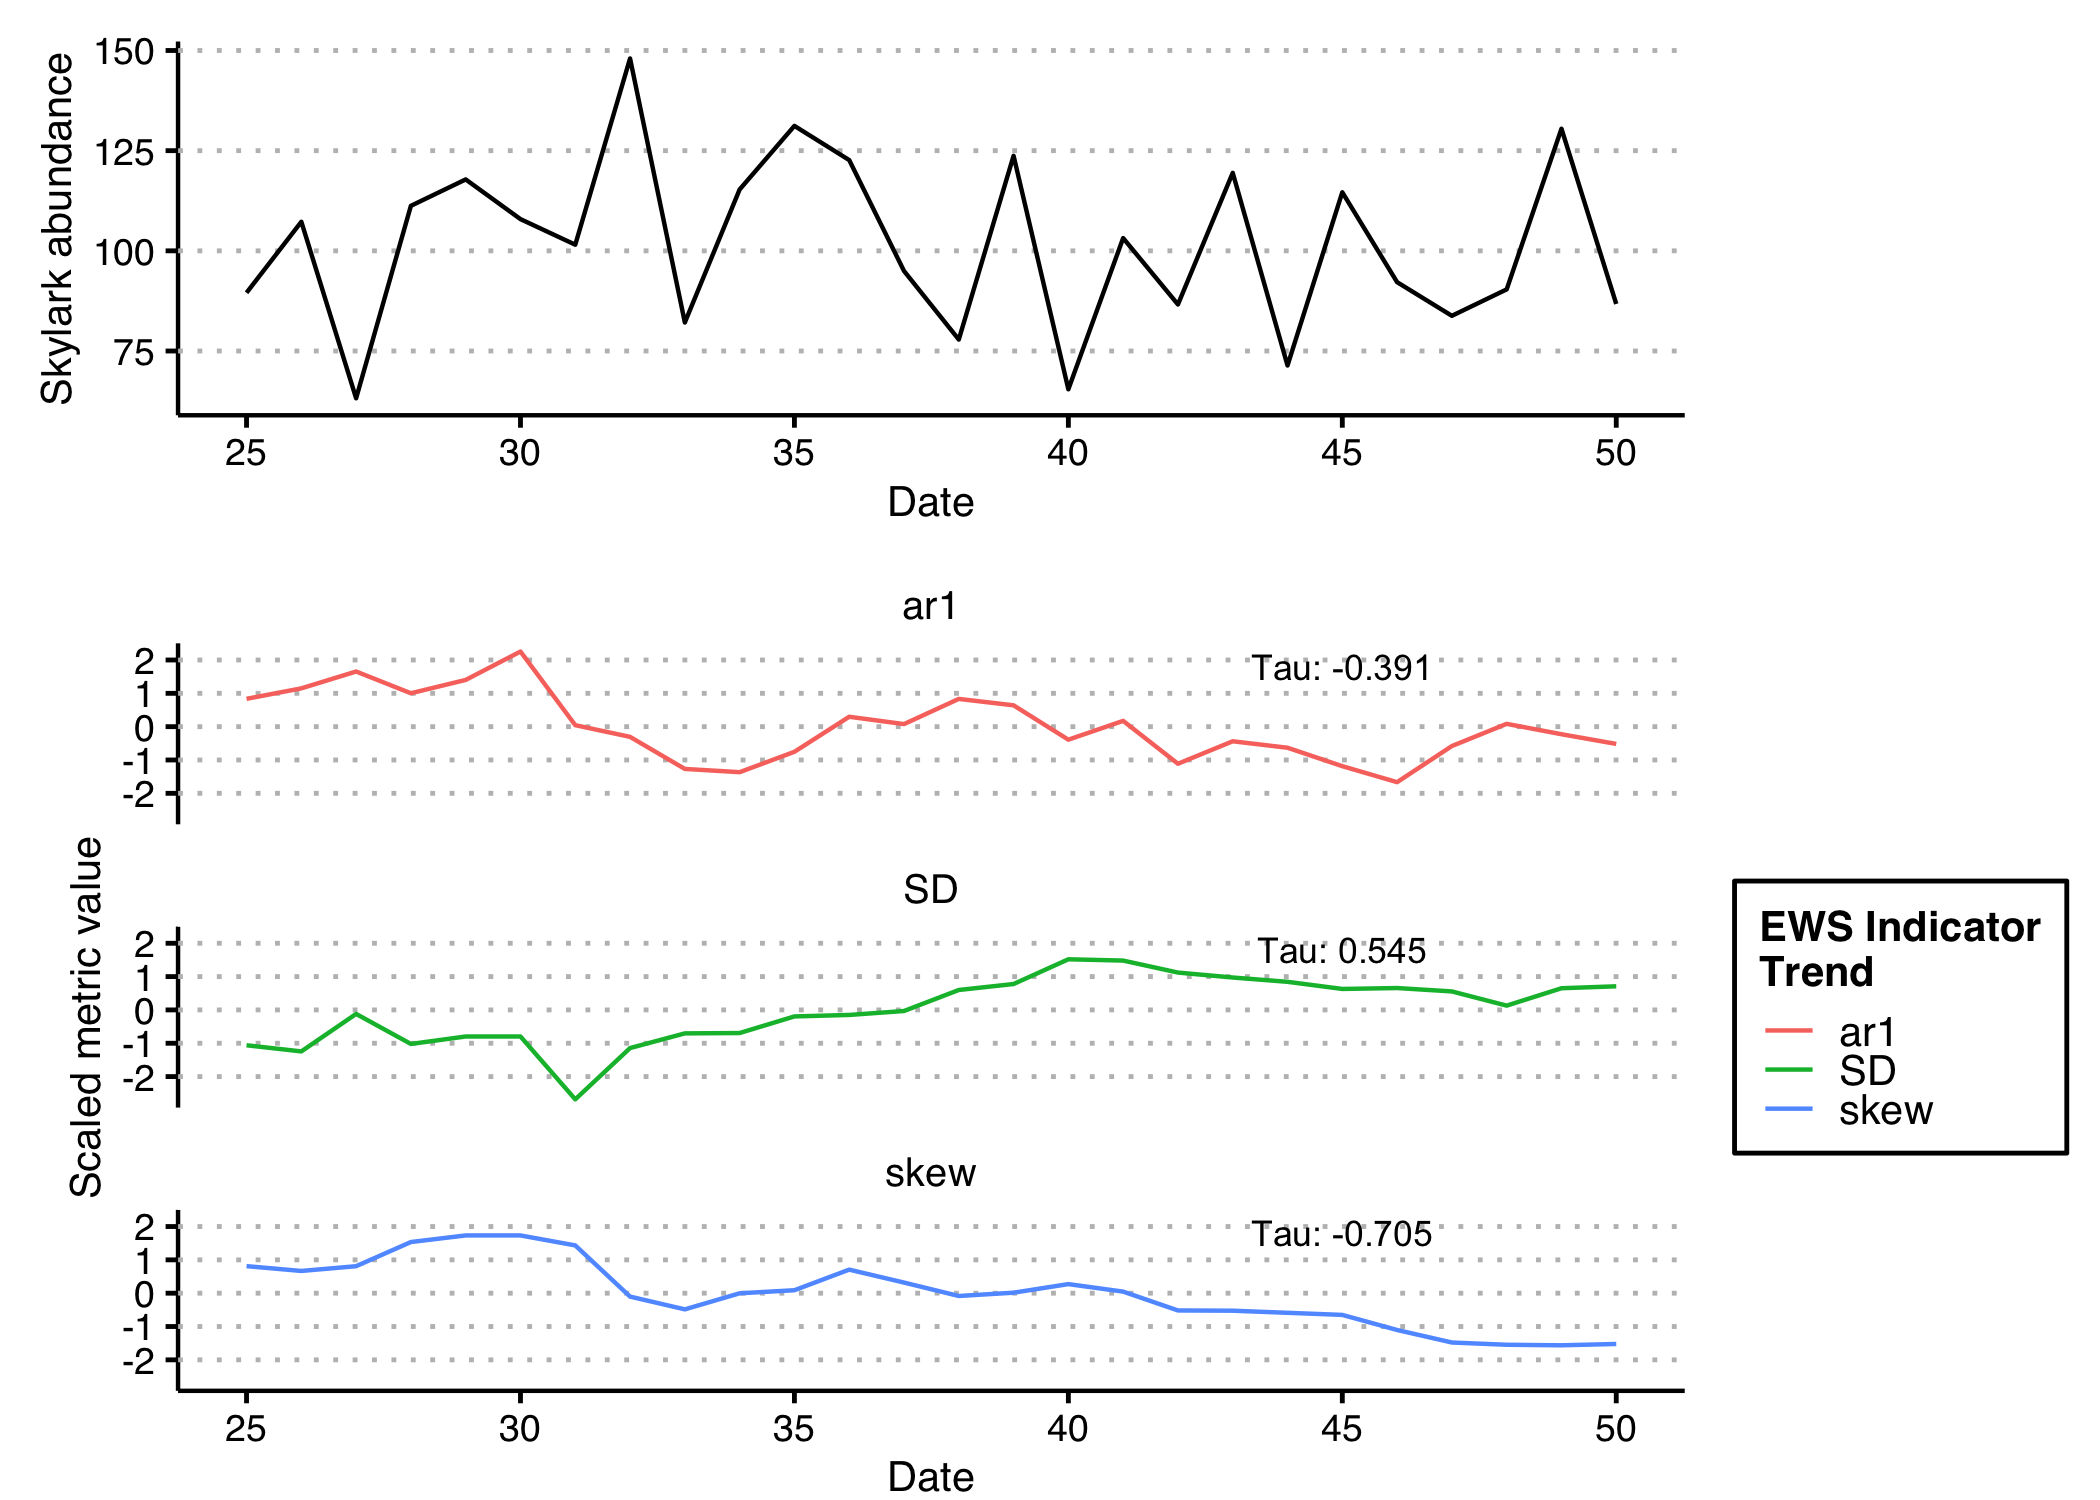 Skylark abundance
150
125
100
75
25 30 35 40 45 50
Date
Scaled metric value
ar1
2
1
0
-1
-2
Tau: -0.391
SD
2
1
0
-1
-2
Tau: 0.545
skew
2
1
0
-1
-2
Tau: -0.705
25 30 35 40 45 50
Date
EWS Indicator
Trend
ar1
SD
skew